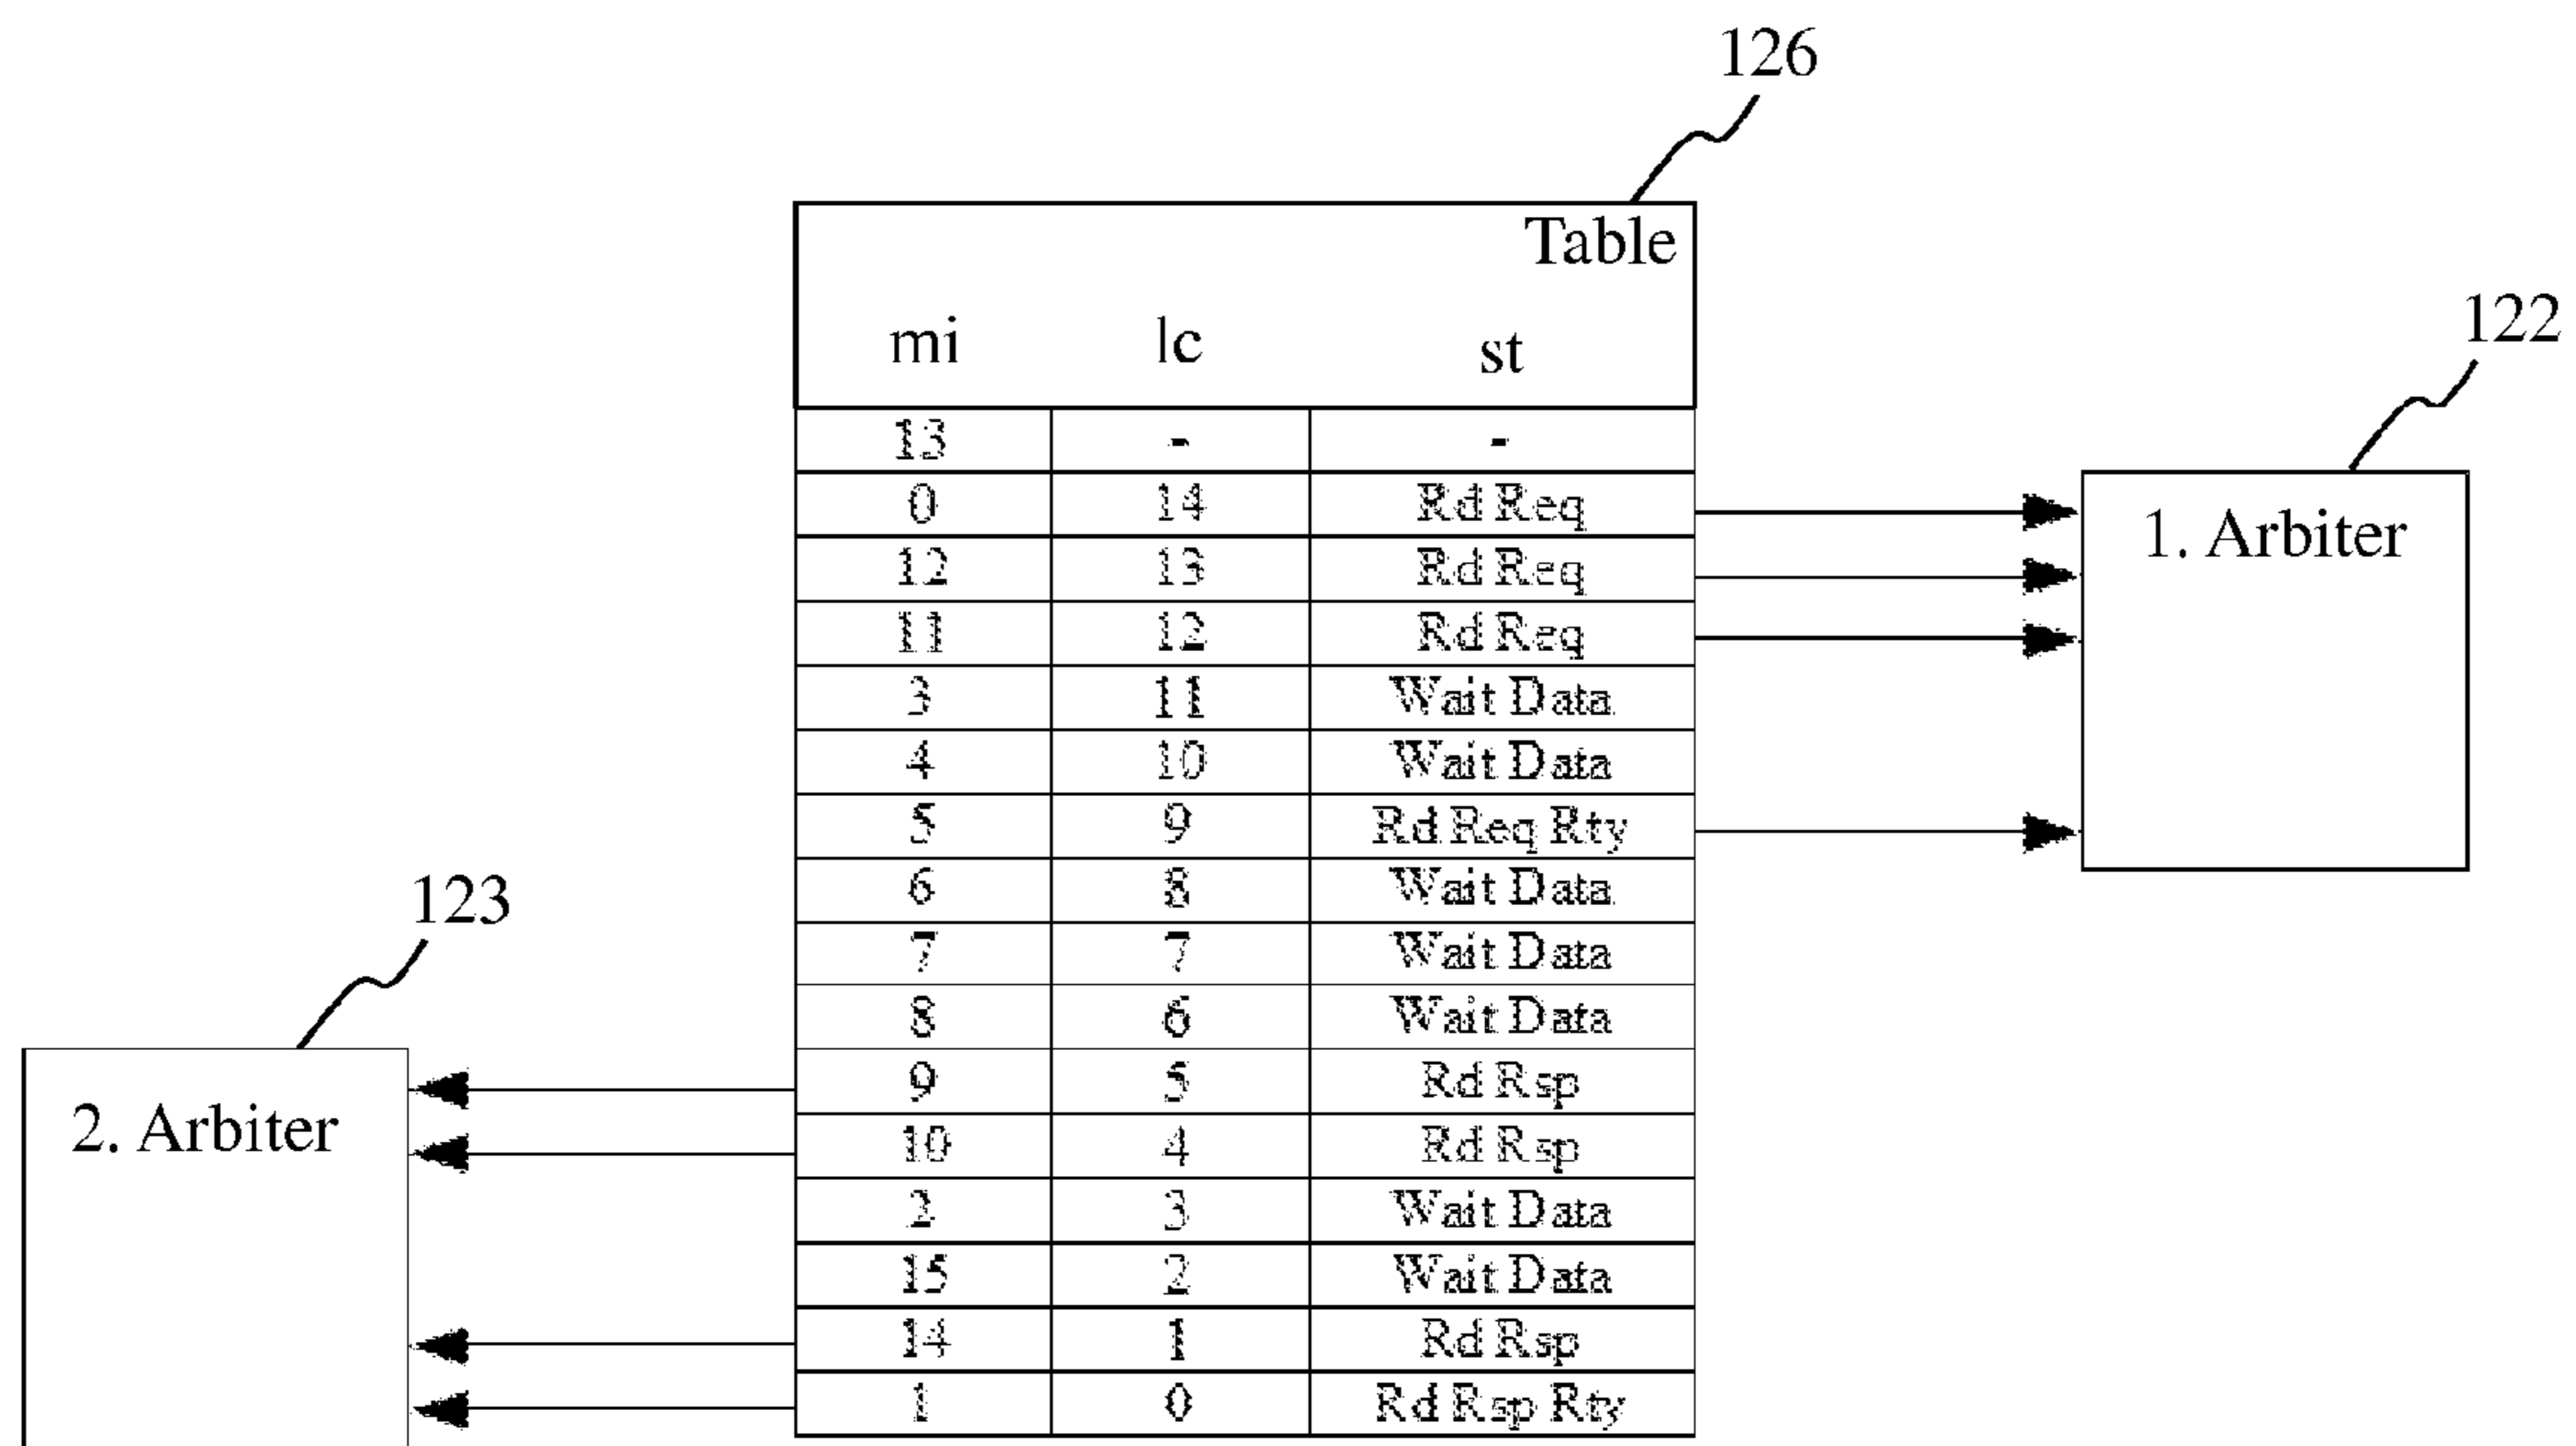 126
Table
122
mi lc st
13 - -
0 14 Rd Req
1. Arbiter
12 13 Rd Req
11 12 Rd Req
3 11 Wait Data
4 10 Wait Data
5 9 Rd Req Rty
6 8 Wait Data
123
7 7 Wait Data
8 6 Wait Data
9 5 Rd Rsp
2. Arbiter
10 4 Rd Rsp
2 3 Wait Data
15 2 Wait Data
14 1 Rd Rsp
1 0 Rd Rsp Rty